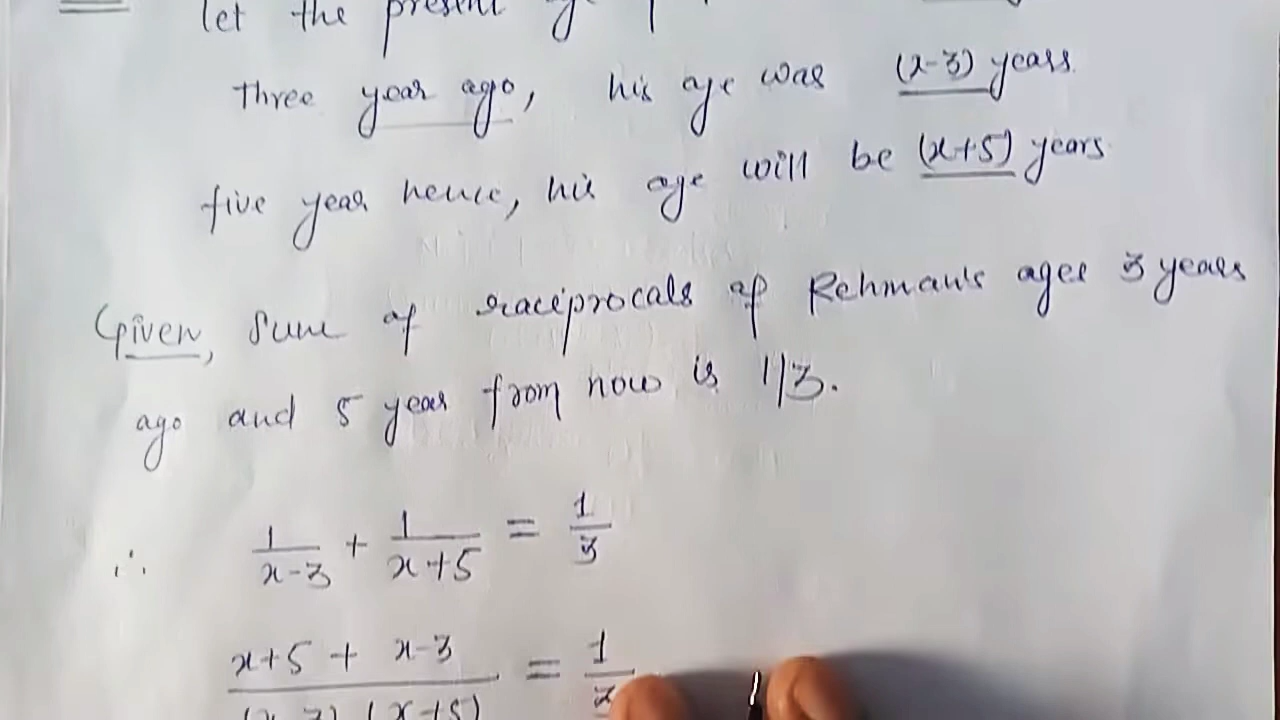 let the present age
Three year ago, his age was (x-3) years.
five year hence, his age will be (x+5) years.
Given, Sum of raciprocals of Rehman's ages 3 years
ago and 5 year from now is 1/3.
∴ 1/(x-3) + 1/(x+5) = 1/3
(x+5 + x-3)/((x-3) (x+5)) = 1/3